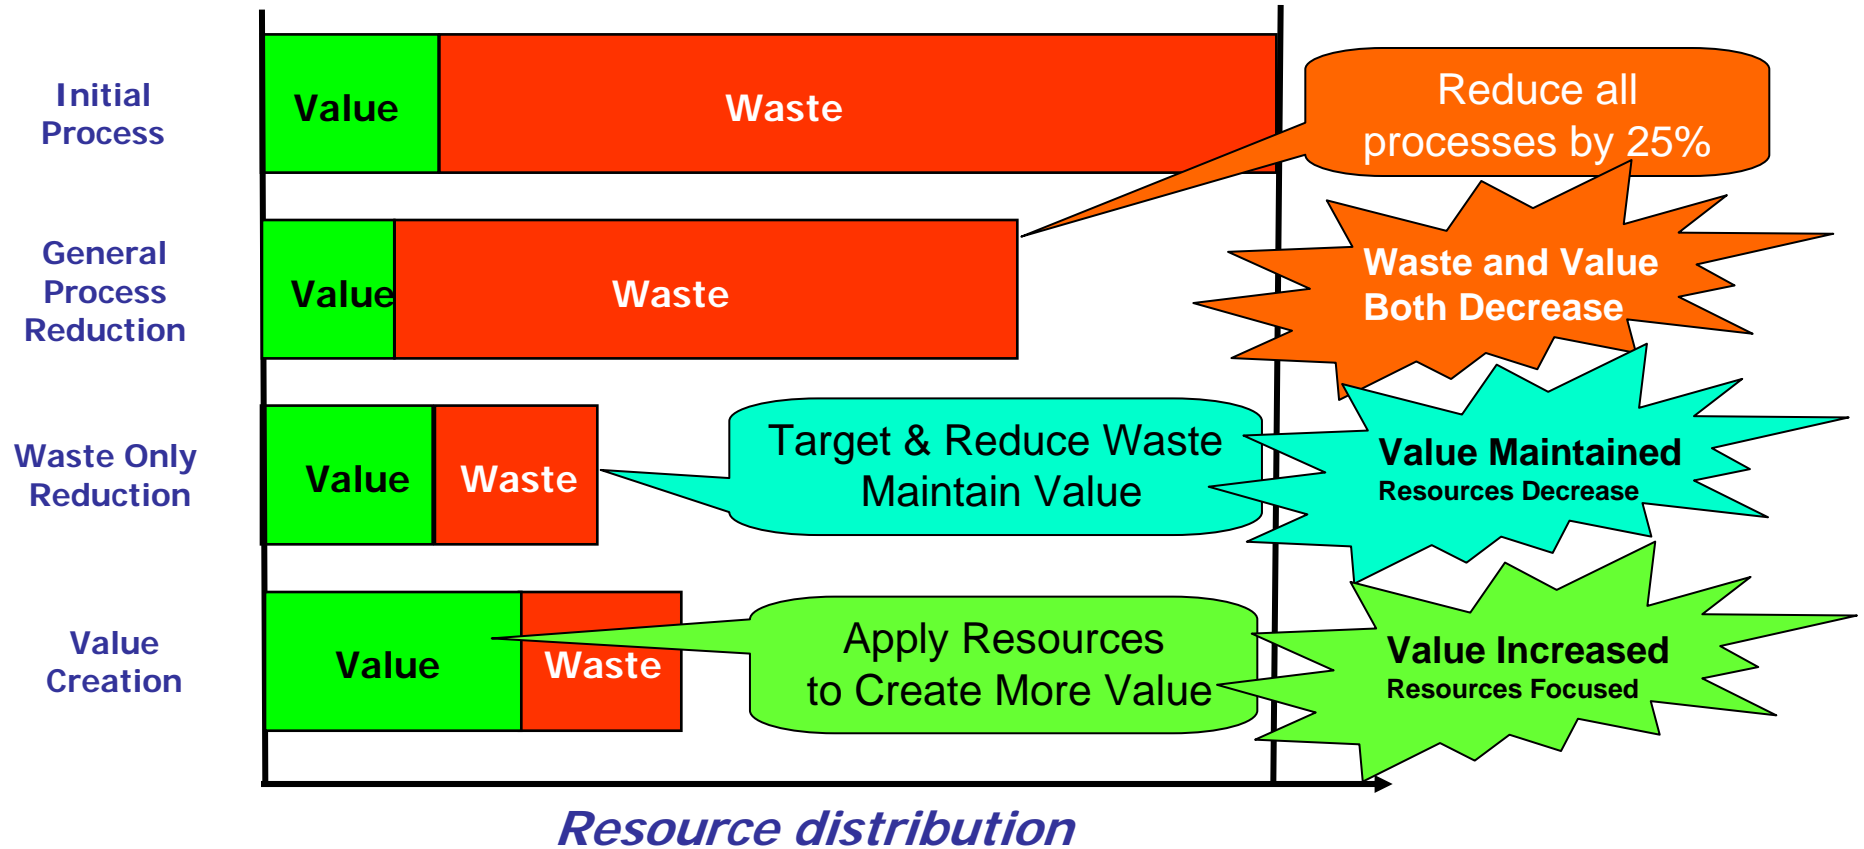 Initial
Process
Value
Waste
Reduce all
processes by 25%
General
Process
Reduction
Value
Waste
Waste and Value
Both Decrease
Waste Only
Reduction
Value
Waste
Target & Reduce Waste
Maintain Value
Value Maintained
Resources Decrease
Value
Creation
Value
Waste
Apply Resources
to Create More Value
Value Increased
Resources Focused
Resource distribution